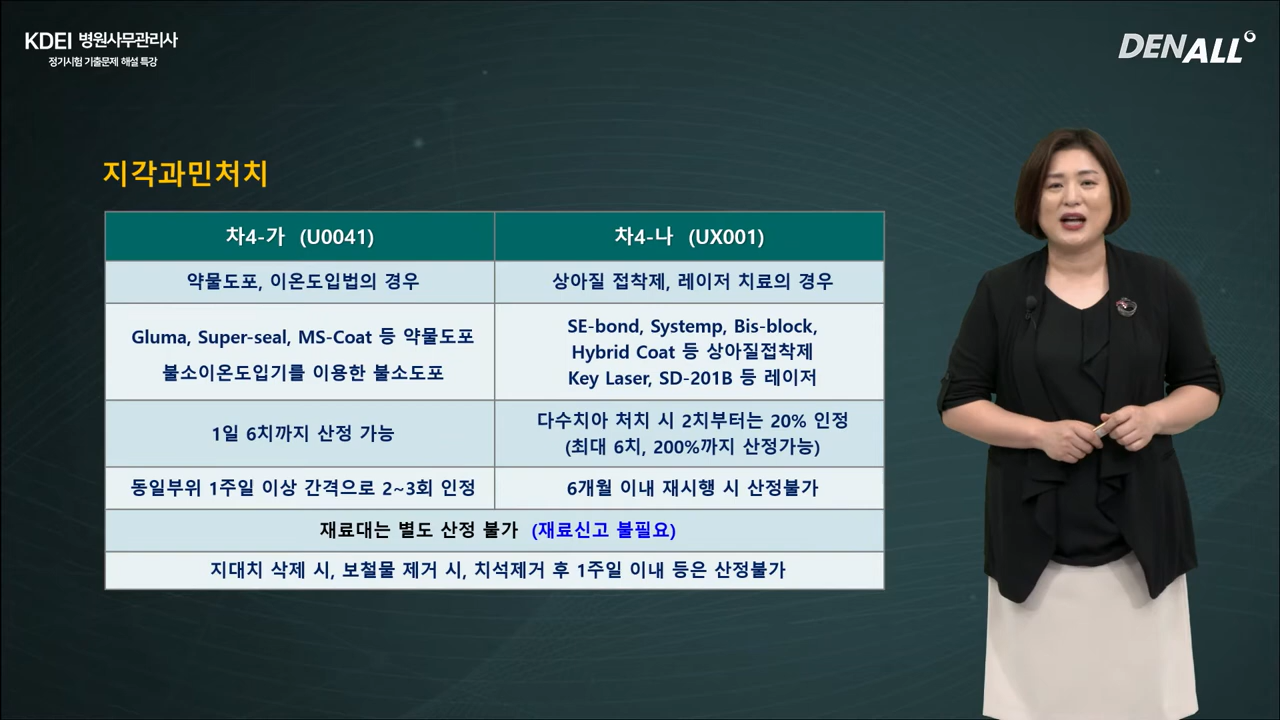 KDEI 병원사무관리사
정기시험 기출문제 해설 특강
DENALL
지각과민처치
차4-가 (U0041)
차4-나 (UX001)
약물도포, 이온도입법의 경우
상아질 접착제, 레이저 치료의 경우
Gluma, Super-seal, MS-Coat 등 약물도포
불소이온도입기를 이용한 불소도포
SE-bond, Systemp, Bis-block,
Hybrid Coat 등 상아질접착제
Key Laser, SD-201B 등 레이저
1일 6치까지 산정 가능
다수치아 처치 시 2치부터는 20% 인정
(최대 6치, 200%까지 산정가능)
동일부위 1주일 이상 간격으로 2~3회 인정
6개월 이내 재시행 시 산정불가
재료대는 별도 산정 불가 (재료신고 불필요)
지대치 삭제 시, 보철물 제거 시, 치석제거 후 1주일 이내 등은 산정불가